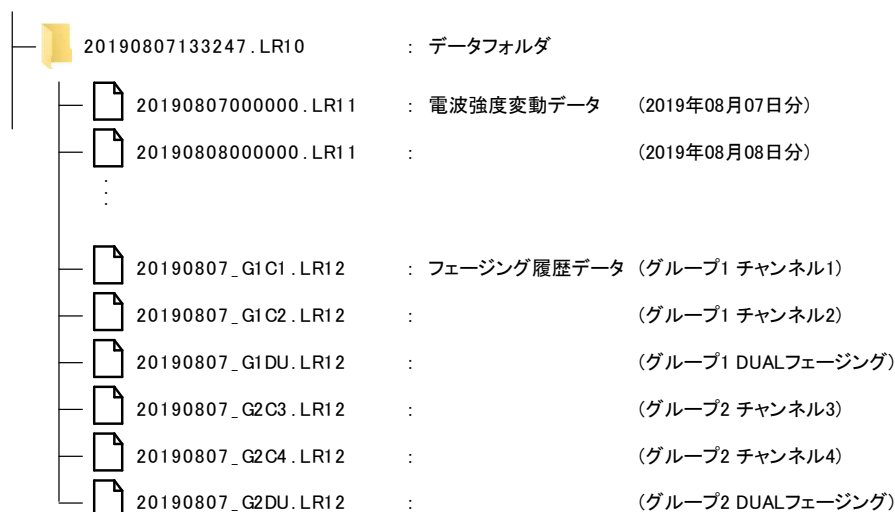 20190807133247.LR10 : データフォルダ
20190807000000.LR11 : 電波強度変動データ (2019年08月07日分)
20190808000000.LR11 : (2019年08月08日分)
20190807_G1C1.LR12 : フェージング履歴データ (グループ1 チャンネル1)
20190807_G1C2.LR12 : (グループ1 チャンネル2)
20190807_G1DU.LR12 : (グループ1 DUALフェージング)
20190807_G2C3.LR12 : (グループ2 チャンネル3)
20190807_G2C4.LR12 : (グループ2 チャンネル4)
20190807_G2DU.LR12 : (グループ2 DUALフェージング)